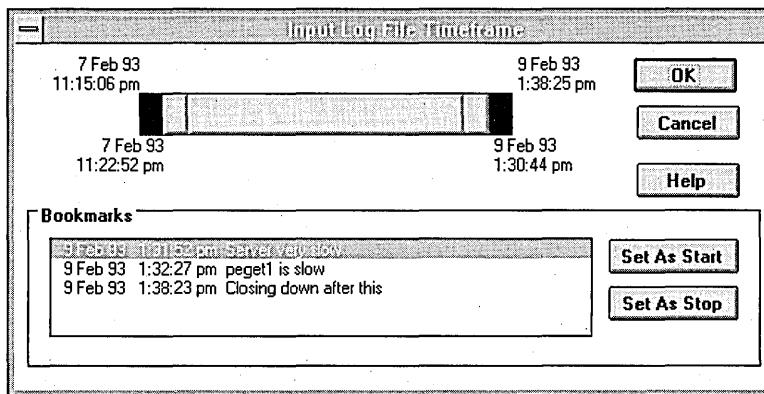 Input Log File Timeframe
7 Feb 93
11:15:06 pm
9 Feb 93
1:38:25 pm
7 Feb 93
11:22:52 pm
9 Feb 93
1:30:44 pm
OK
Cancel
Help
Bookmarks
9 Feb 93 1:31:52 pm Server very slow
9 Feb 93 1:32:27 pm peget1 is slow
9 Feb 93 1:38:23 pm Closing down after this
Set As Start
Set As Stop